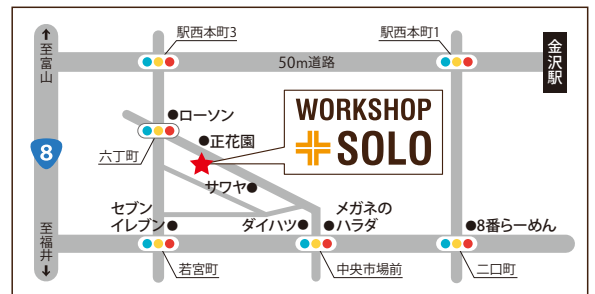 ↑至富山
駅西本町3
駅西本町1
金沢駅
50m道路
ローソン
正花園
WORKSHOP
SOLO
8
六丁町
サワヤ
セブン
イレブン
ダイハツ
メガネの
ハラダ
8番らーめん
至福井↓
若宮町
中央市場前
二口町